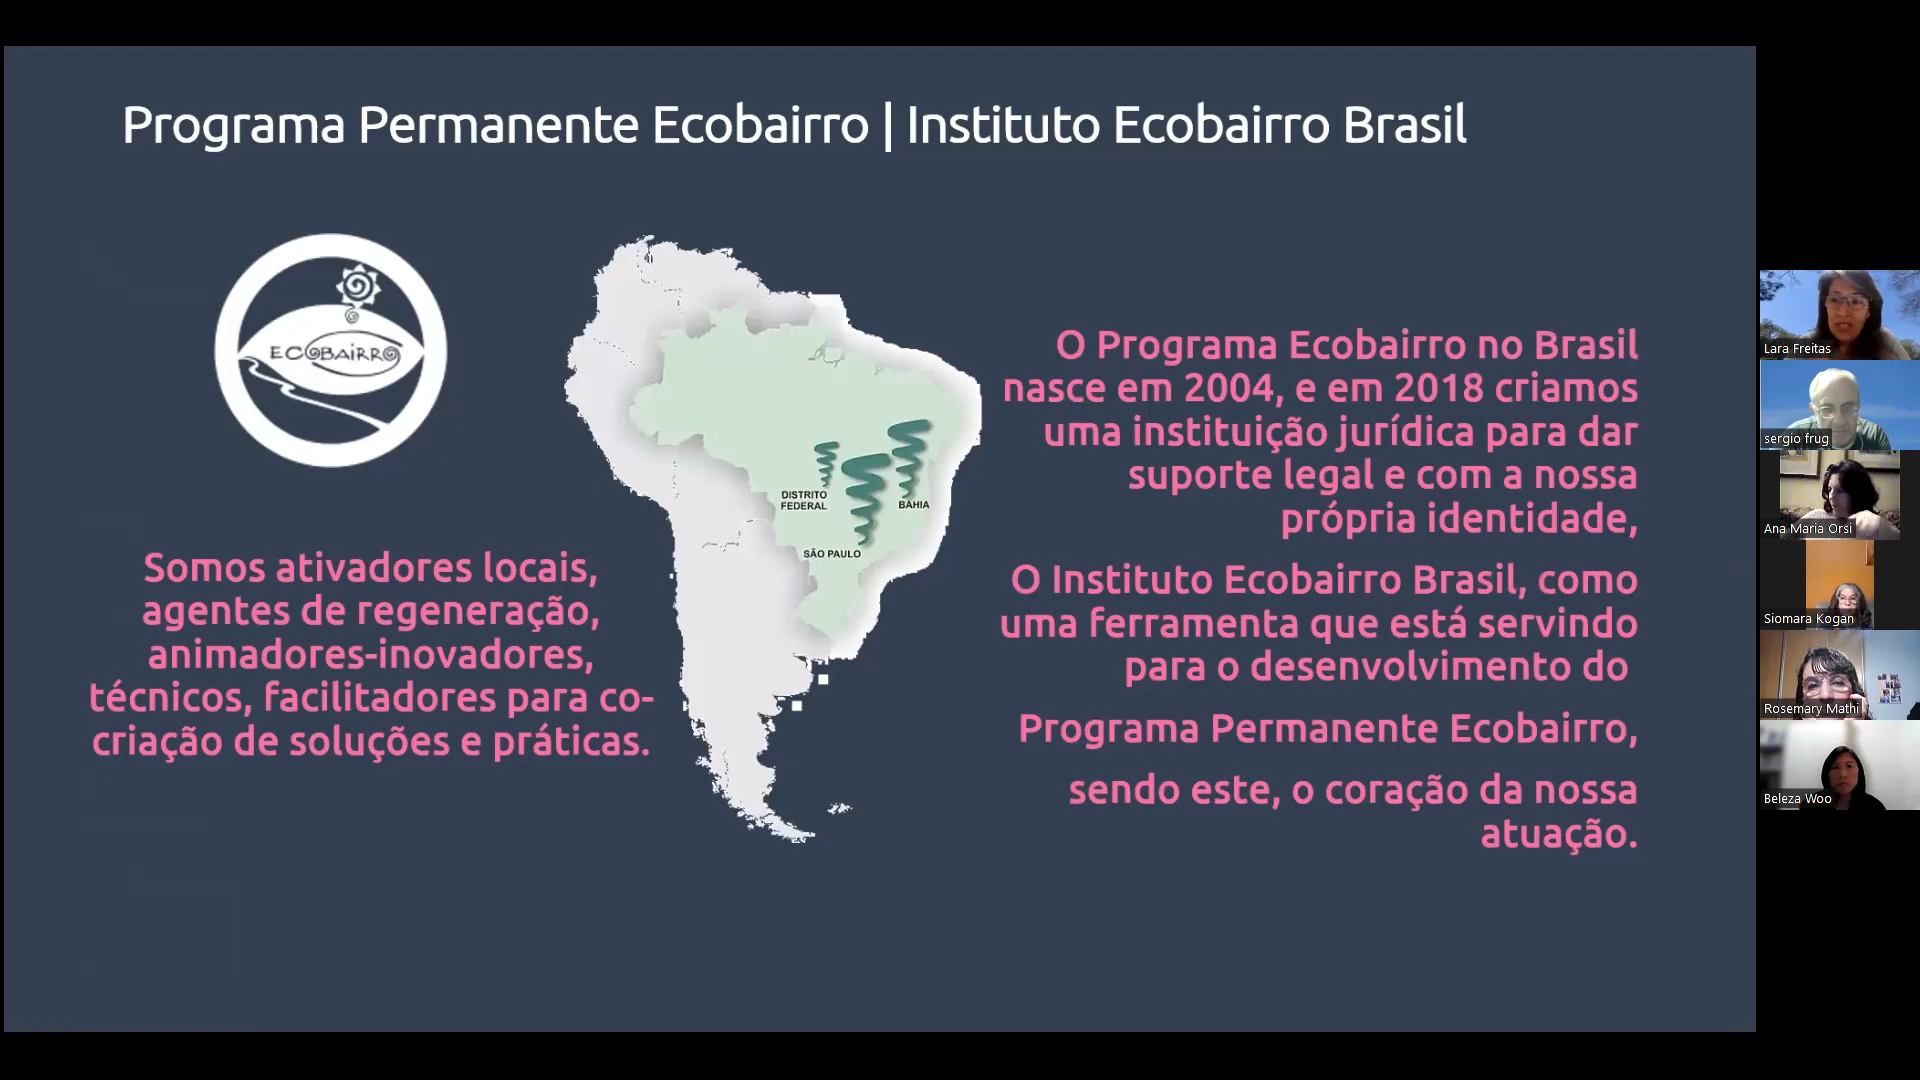 Programa Permanente Ecobairro | Instituto Ecobairro Brasil
ECOBAIRRO
Somos ativadores locais,
agentes de regeneração,
animadores-inovadores,
técnicos, facilitadores para co-
criação de soluções e práticas.
DISTRITO
FEDERAL
BAHIA
SÃO PAULO
O Programa Ecobairro no Brasil
nasce em 2004, e em 2018 criamos
uma instituição jurídica para dar
suporte legal e com a nossa
própria identidade,
O Instituto Ecobairro Brasil, como
uma ferramenta que está servindo
para o desenvolvimento do
Programa Permanente Ecobairro,
sendo este, o coração da nossa
atuação.
Lara Freitas
sergio frug
Ana Maria Orsi
Siomara Kogan
Rosemary Mathi
Beleza Woo